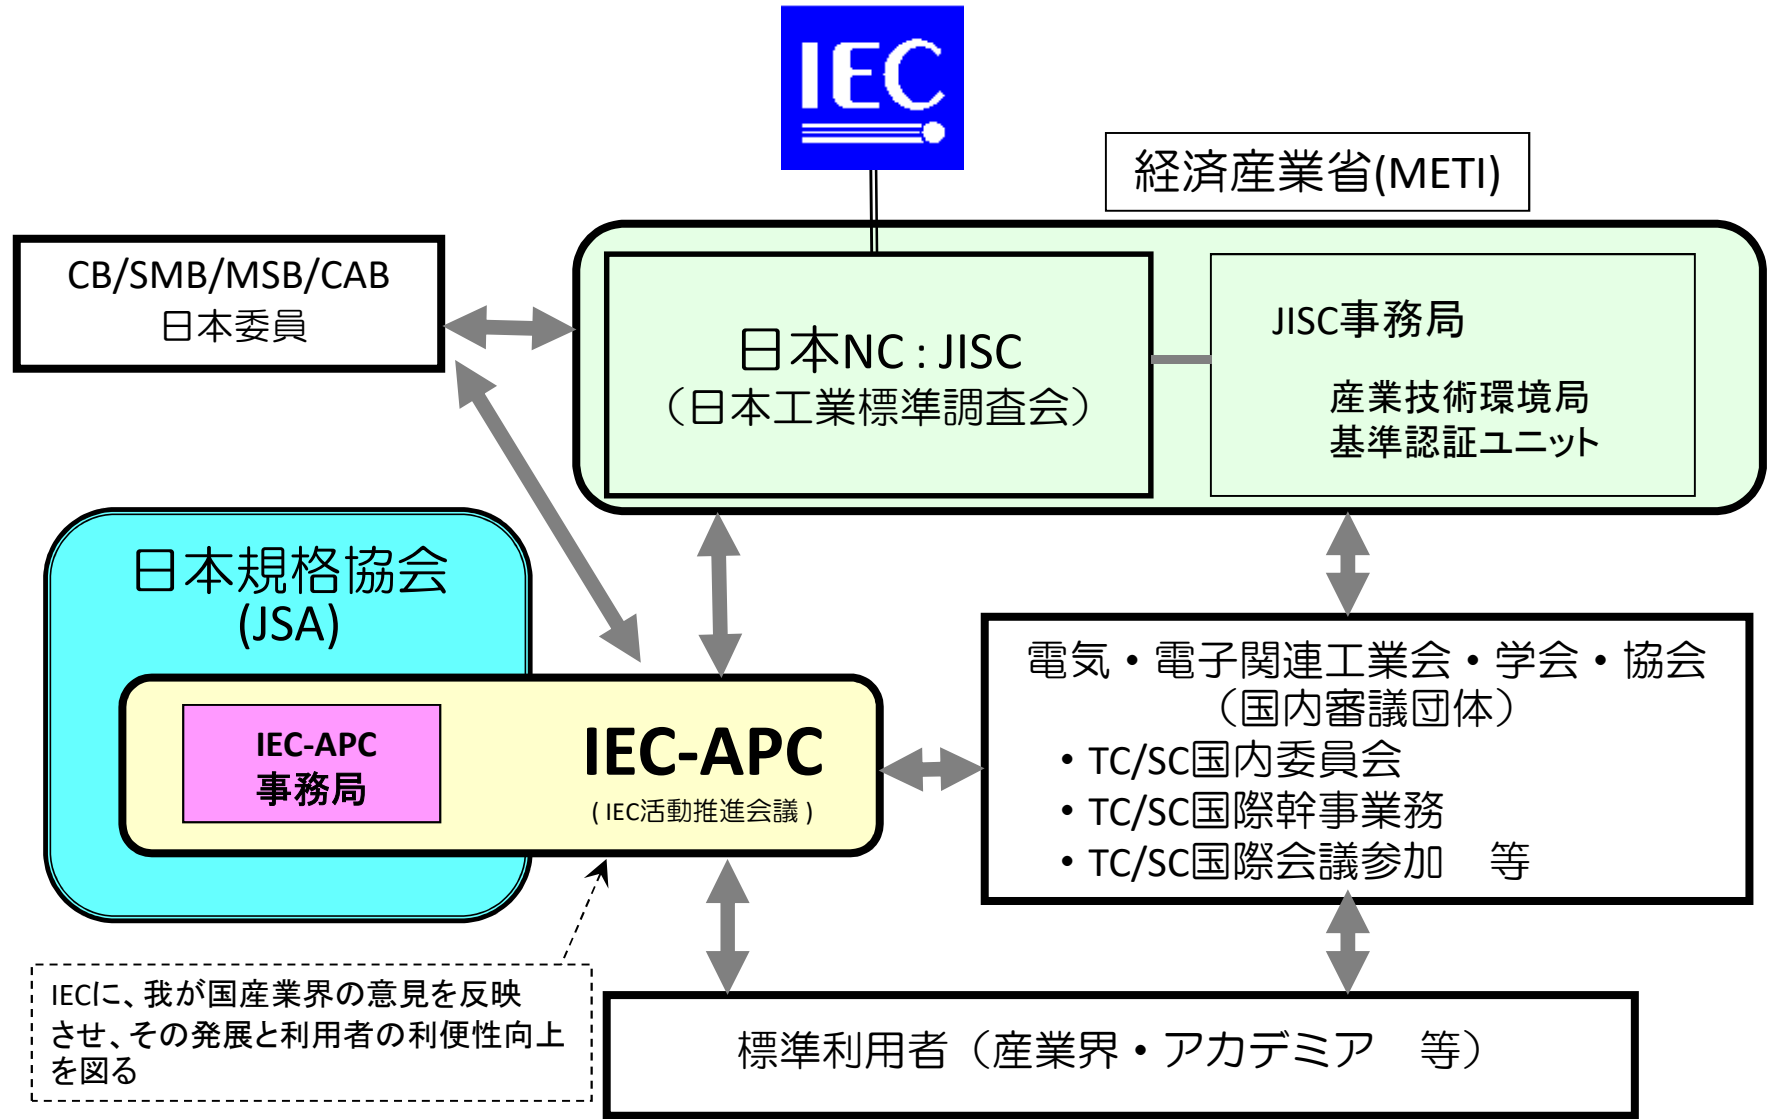 IEC
経済産業省(METI)
CB/SMB/MSB/CAB
日本委員
日本NC : JISC
（日本工業標準調査会）
JISC事務局
産業技術環境局
基準認証ユニット
日本規格協会
(JSA)
IEC-APC
事務局
IEC-APC
( IEC活動推進会議 )
電気・電子関連工業会・学会・協会
（国内審議団体）
・TC/SC国内委員会
・TC/SC国際幹事業務
・TC/SC国際会議参加　等
IECに、我が国産業界の意見を反映
させ、その発展と利用者の利便性向上
を図る
標準利用者（産業界・アカデミア　等）